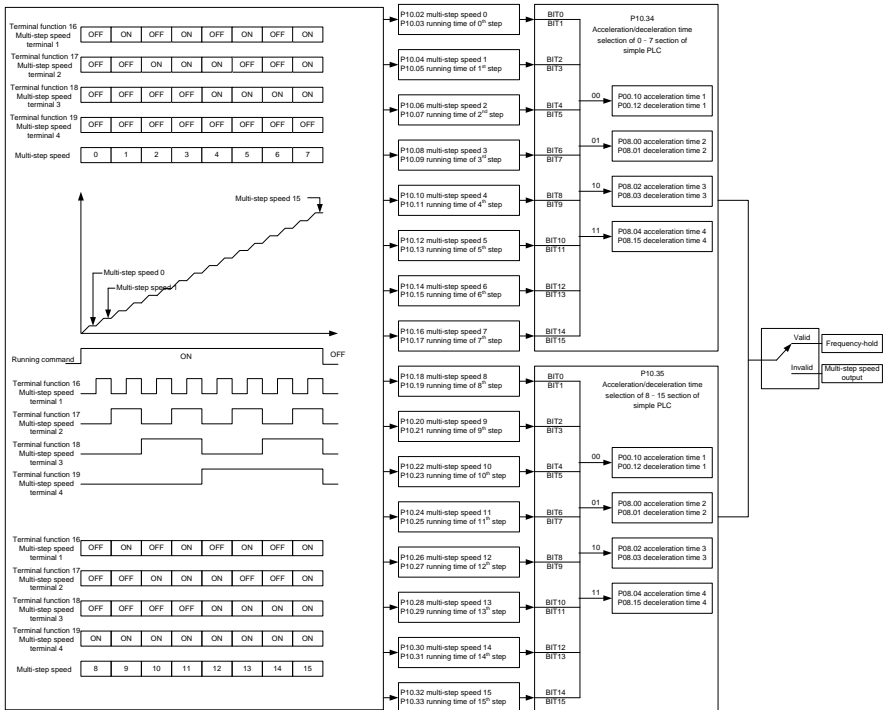 Terminal function 16
Multi-step speed
terminal 1
OFF ON OFF ON OFF ON OFF ON
Terminal function 17
Multi-step speed
terminal 2
OFF OFF ON ON OFF OFF ON ON
Terminal function 18
Multi-step speed
terminal 3
OFF OFF OFF OFF ON ON ON ON
Terminal function 19
Multi-step speed
terminal 4
OFF OFF OFF OFF OFF OFF OFF OFF
Multi-step speed
0 1 2 3 4 5 6 7
Multi-step speed 15
Multi-step speed 0
Multi-step speed 1
Running command
ON
OFF
Terminal function 16
Multi-step speed
terminal 1
Terminal function 17
Multi-step speed
terminal 2
Terminal function 18
Multi-step speed
terminal 3
Terminal function 19
Multi-step speed
terminal 4
Terminal function 16
Multi-step speed
terminal 1
OFF ON OFF ON OFF ON OFF ON
Terminal function 17
Multi-step speed
terminal 2
OFF OFF ON ON OFF OFF ON ON
Terminal function 18
Multi-step speed
terminal 3
OFF OFF OFF OFF ON ON ON ON
Terminal function 19
Multi-step speed
terminal 4
ON ON ON ON ON ON ON ON
Multi-step speed
8 9 10 11 12 13 14 15
P10.02 multi-step speed 0
P10.03 running time of 0th step
P10.04 multi-step speed 1
P10.05 running time of 1st step
P10.06 multi-step speed 2
P10.07 running time of 2nd step
P10.08 multi-step speed 3
P10.09 running time of 3rd step
P10.10 multi-step speed 4
P10.11 running time of 4th step
P10.12 multi-step speed 5
P10.13 running time of 5th step
P10.14 multi-step speed 6
P10.15 running time of 6th step
P10.16 multi-step speed 7
P10.17 running time of 7th step
P10.18 multi-step speed 8
P10.19 running time of 8th step
P10.20 multi-step speed 9
P10.21 running time of 9th step
P10.22 multi-step speed 10
P10.23 running time of 10th step
P10.24 multi-step speed 11
P10.25 running time of 11th step
P10.26 multi-step speed 12
P10.27 running time of 12th step
P10.28 multi-step speed 13
P10.29 running time of 13th step
P10.30 multi-step speed 14
P10.31 running time of 14th step
P10.32 multi-step speed 15
P10.33 running time of 15th step
BIT0
BIT1
BIT2
BIT3
BIT4
BIT5
BIT6
BIT7
BIT8
BIT9
BIT10
BIT11
BIT12
BIT13
BIT14
BIT15
P10.34
Acceleration/deceleration time
selection of 0 - 7 section of
simple PLC
00
P00.10 acceleration time 1
P00.12 deceleration time 1
01
P08.00 acceleration time 2
P08.01 deceleration time 2
10
P08.02 acceleration time 3
P08.03 deceleration time 3
11
P08.04 acceleration time 4
P08.15 deceleration time 4
BIT0
BIT1
BIT2
BIT3
BIT4
BIT5
BIT6
BIT7
BIT8
BIT9
BIT10
BIT11
BIT12
BIT13
BIT14
BIT15
P10.35
Acceleration/deceleration time
selection of 8 - 15 section of
simple PLC
00
P00.10 acceleration time 1
P00.12 deceleration time 1
01
P08.00 acceleration time 2
P08.01 deceleration time 2
10
P08.02 acceleration time 3
P08.03 deceleration time 3
11
P08.04 acceleration time 4
P08.15 deceleration time 4
Valid
Frequency-hold
Invalid
Multi-step speed
output